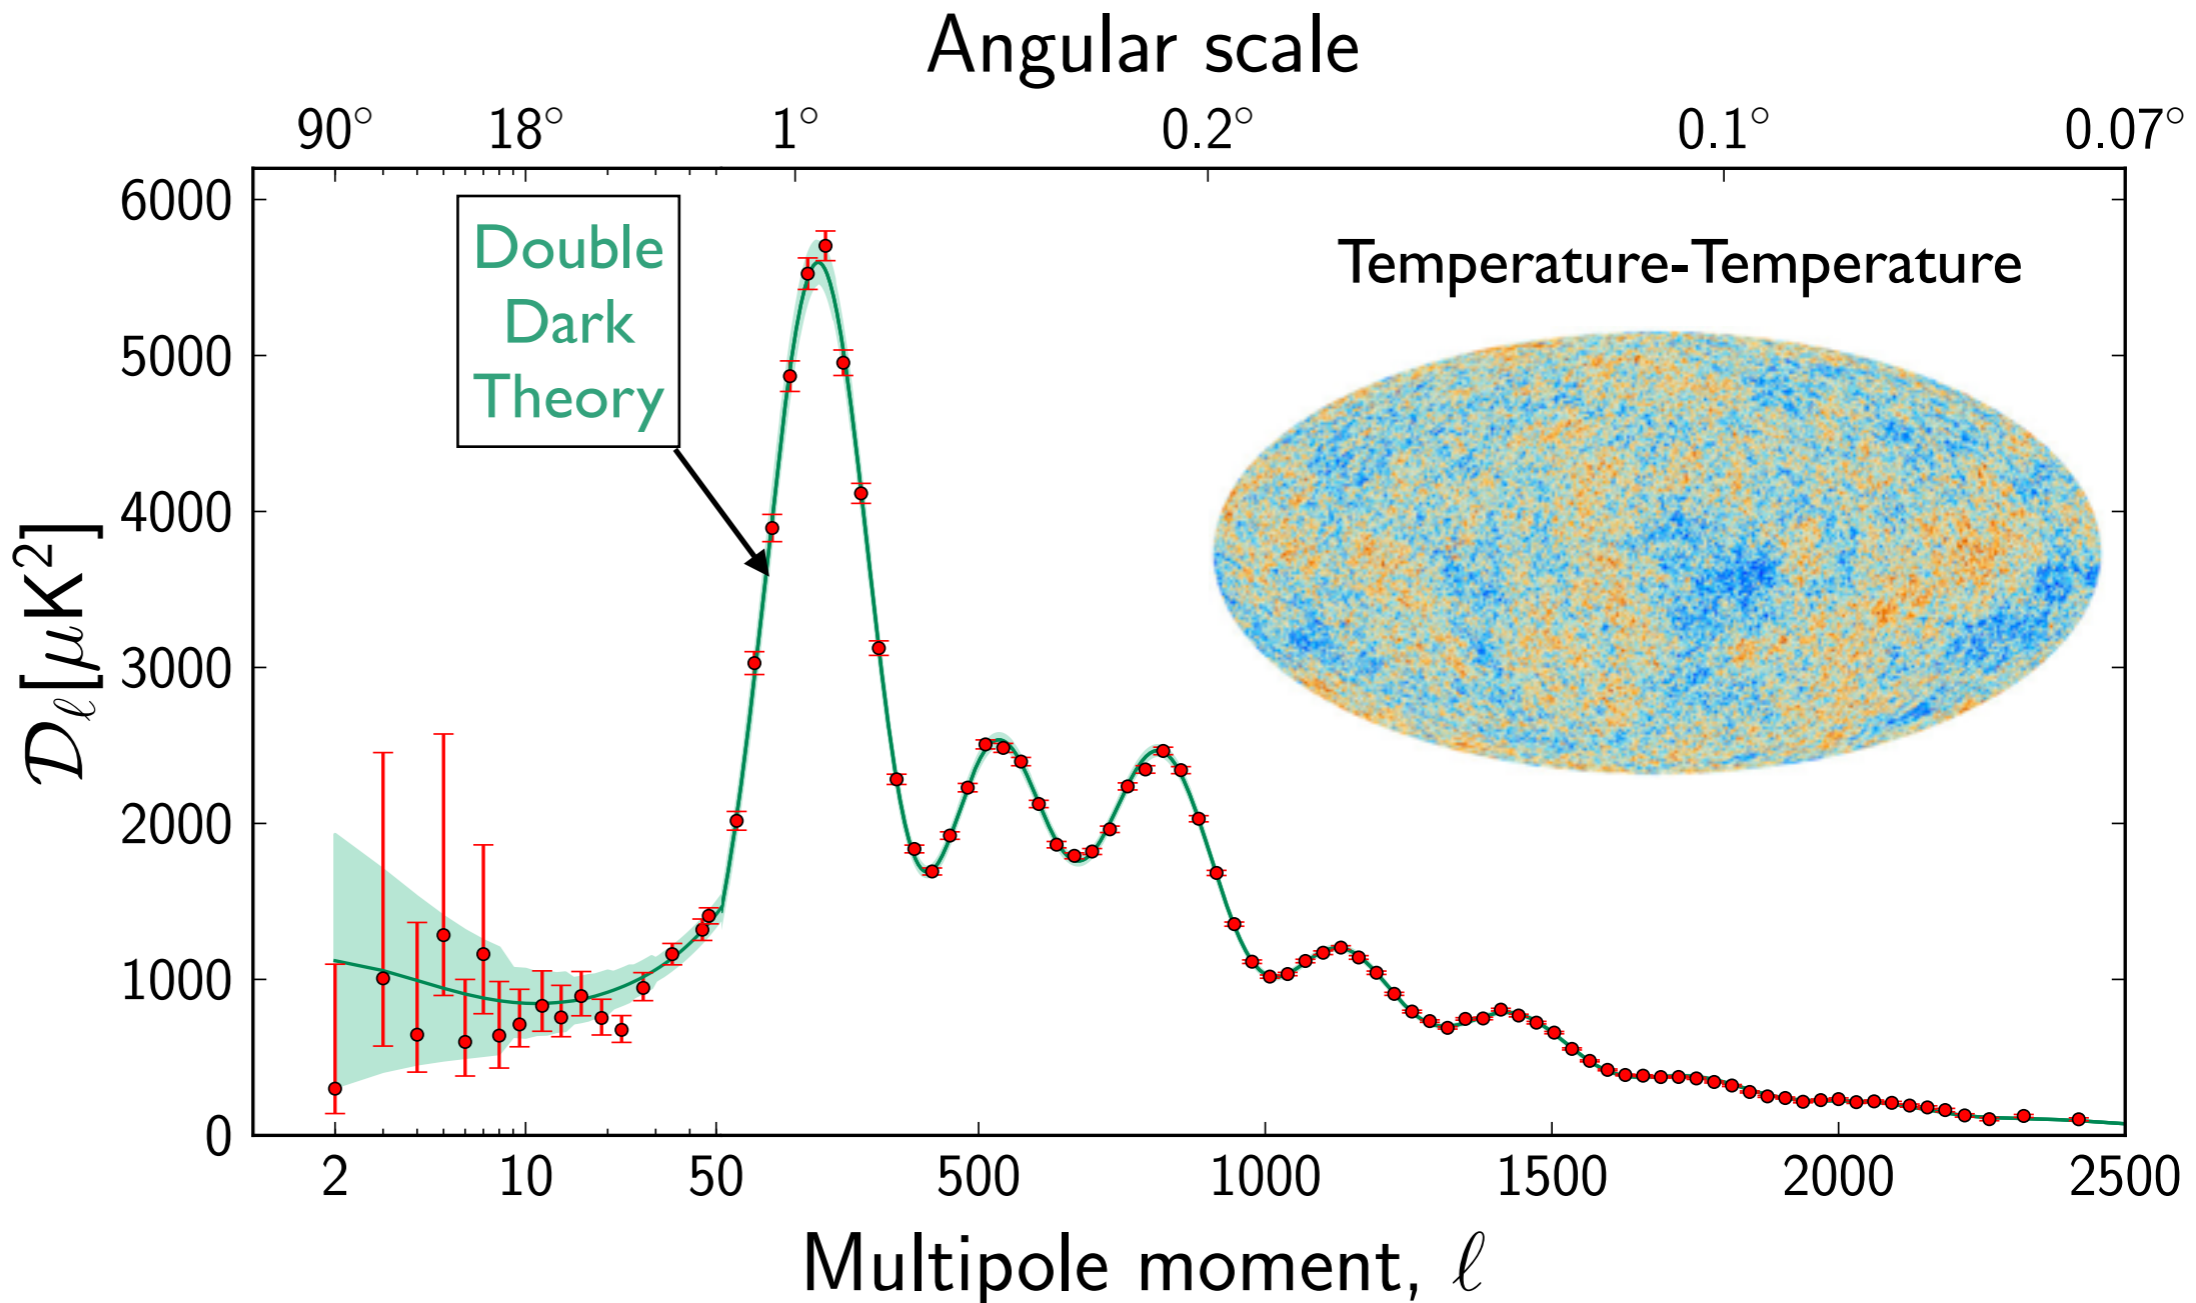 Angular scale
90° 18° 1° 0.2° 0.1° 0.07°
6000
5000
4000
3000
2000
1000
0
𝒟ℓ[μK²]
Double
Dark
Theory
Temperature-Temperature
2 10 50 500 1000 1500 2000 2500
Multipole moment, ℓ